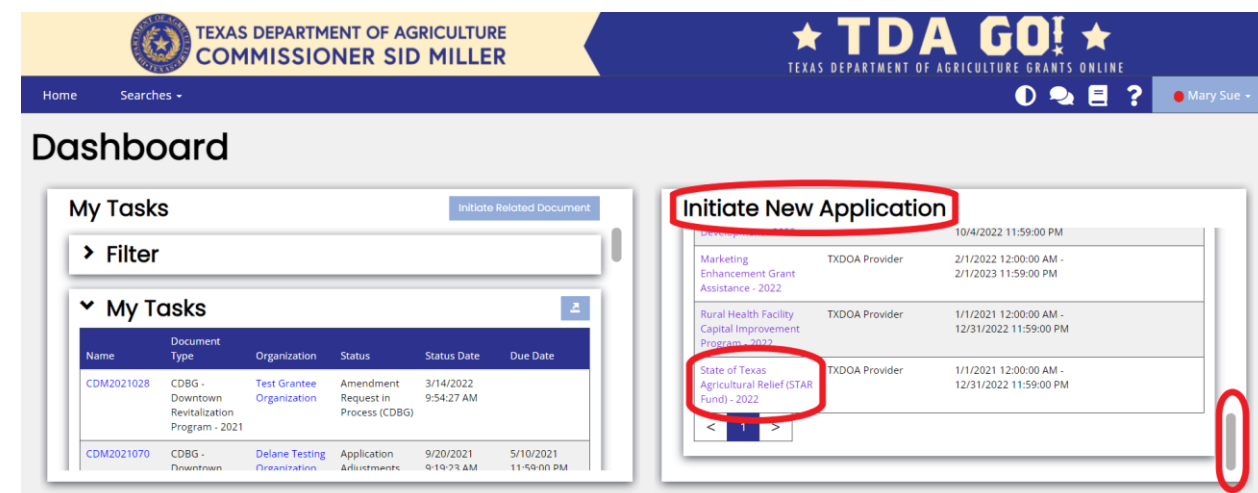 TEXAS DEPARTMENT OF AGRICULTURE
COMMISSIONER SID MILLER
TDA GO!
TEXAS DEPARTMENT OF AGRICULTURE GRANTS ONLINE
Home Searches
? Mary Sue
Dashboard
My Tasks Initiate Related Document
Filter
My Tasks
Name Document Type Organization Status Status Date Due Date
CDM2021028 CDBG - Test Grantee Amendment 3/14/2022
Downtown Organization Request in 9:54:27 AM
Revitalization Process (CDBG)
Program - 2021
CDM2021070 CDBG - Delane Testing Application 9/20/2021 5/10/2021
Downtown Organization Adjustments 9:19:23 AM 11:59:00 PM
Initiate New Application
10/4/2022 11:59:00 PM
Marketing TXDOA Provider 2/1/2022 12:00:00 AM -
Enhancement Grant 2/1/2023 11:59:00 PM
Assistance - 2022
Rural Health Facility TXDOA Provider 1/1/2021 12:00:00 AM -
Capital Improvement 12/31/2022 11:59:00 PM
Program - 2022
State of Texas TXDOA Provider 1/1/2021 12:00:00 AM -
Agricultural Relief (STAR 12/31/2022 11:59:00 PM
Fund) - 2022
< 1 >